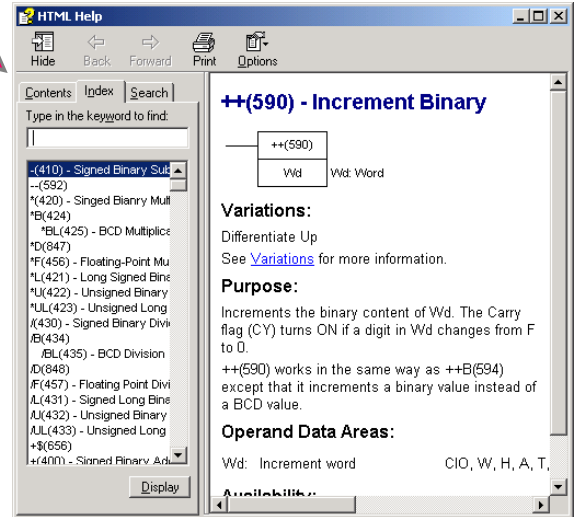 HTML Help
Hide Back Forward Print Options
Contents Index Search
Type in the keyword to find:
-(410) - Signed Binary Sub
--(592)
*(420) - Singed Bianry Mult
*B(424)
*BL(425) - BCD Multiplica
*D(847)
*F(456) - Floating-Point Mu
*L(421) - Long Signed Bina
*U(422) - Unsigned Binary
*UL(423) - Unsigned Long
/(430) - Signed Binary Divi
/B(434)
/BL(435) - BCD Division
/D(848)
/F(457) - Floating Point Divi
/L(431) - Signed Long Bina
/U(432) - Unsigned Binary
/UL(433) - Unsigned Long
+$(656)
+(400) - Signed Binary Add
Display
++(590) - Increment Binary
++(590)
Wd Wd: Word
Variations:
Differentiate Up
See Variations for more information.
Purpose:
Increments the binary content of Wd. The Carry
flag (CY) turns ON if a digit in Wd changes from F
to 0.
++(590) works in the same way as ++B(594)
except that it increments a binary value instead of
a BCD value.
Operand Data Areas:
Wd: Increment word CIO, W, H, A, T,
Availability: